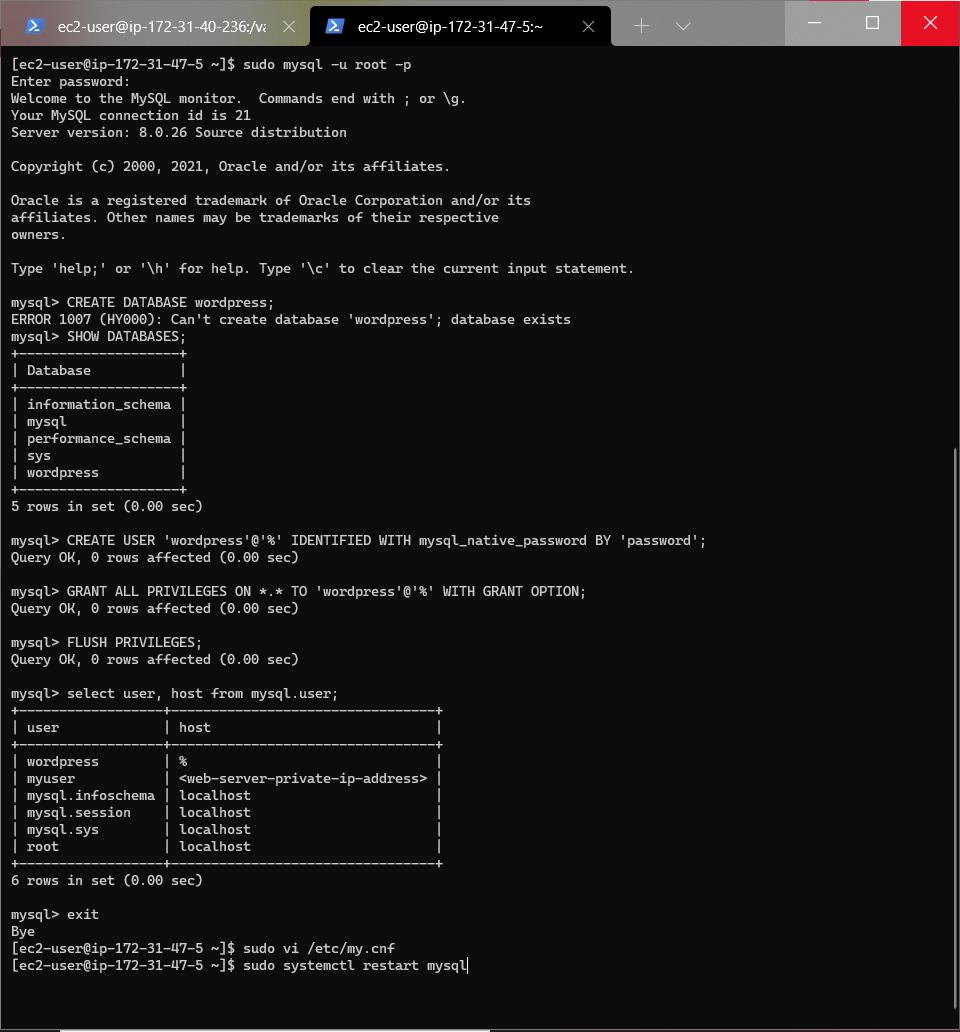 ec2-user@ip-172-31-40-236:/va
ec2-user@ip-172-31-47-5:~
[ec2-user@ip-172-31-47-5 ~]$ sudo mysql -u root -p
Enter password:
Welcome to the MySQL monitor.  Commands end with ; or \g.
Your MySQL connection id is 21
Server version: 8.0.26 Source distribution

Copyright (c) 2000, 2021, Oracle and/or its affiliates.

Oracle is a registered trademark of Oracle Corporation and/or its
affiliates. Other names may be trademarks of their respective
owners.

Type 'help;' or '\h' for help. Type '\c' to clear the current input statement.

mysql> CREATE DATABASE wordpress;
ERROR 1007 (HY000): Can't create database 'wordpress'; database exists
mysql> SHOW DATABASES;
+--------------------+
| Database           |
+--------------------+
| information_schema |
| mysql              |
| performance_schema |
| sys                |
| wordpress          |
+--------------------+
5 rows in set (0.00 sec)

mysql> CREATE USER 'wordpress'@'%' IDENTIFIED WITH mysql_native_password BY 'password';
Query OK, 0 rows affected (0.00 sec)

mysql> GRANT ALL PRIVILEGES ON *.* TO 'wordpress'@'%' WITH GRANT OPTION;
Query OK, 0 rows affected (0.00 sec)

mysql> FLUSH PRIVILEGES;
Query OK, 0 rows affected (0.00 sec)

mysql> select user, host from mysql.user;
+------------------+---------------------------------+
| user             | host                            |
+------------------+---------------------------------+
| wordpress        | %                               |
| myuser           | <web-server-private-ip-address> |
| mysql.infoschema | localhost                       |
| mysql.session    | localhost                       |
| mysql.sys        | localhost                       |
| root             | localhost                       |
+------------------+---------------------------------+
6 rows in set (0.00 sec)

mysql> exit
Bye
[ec2-user@ip-172-31-47-5 ~]$ sudo vi /etc/my.cnf
[ec2-user@ip-172-31-47-5 ~]$ sudo systemctl restart mysql